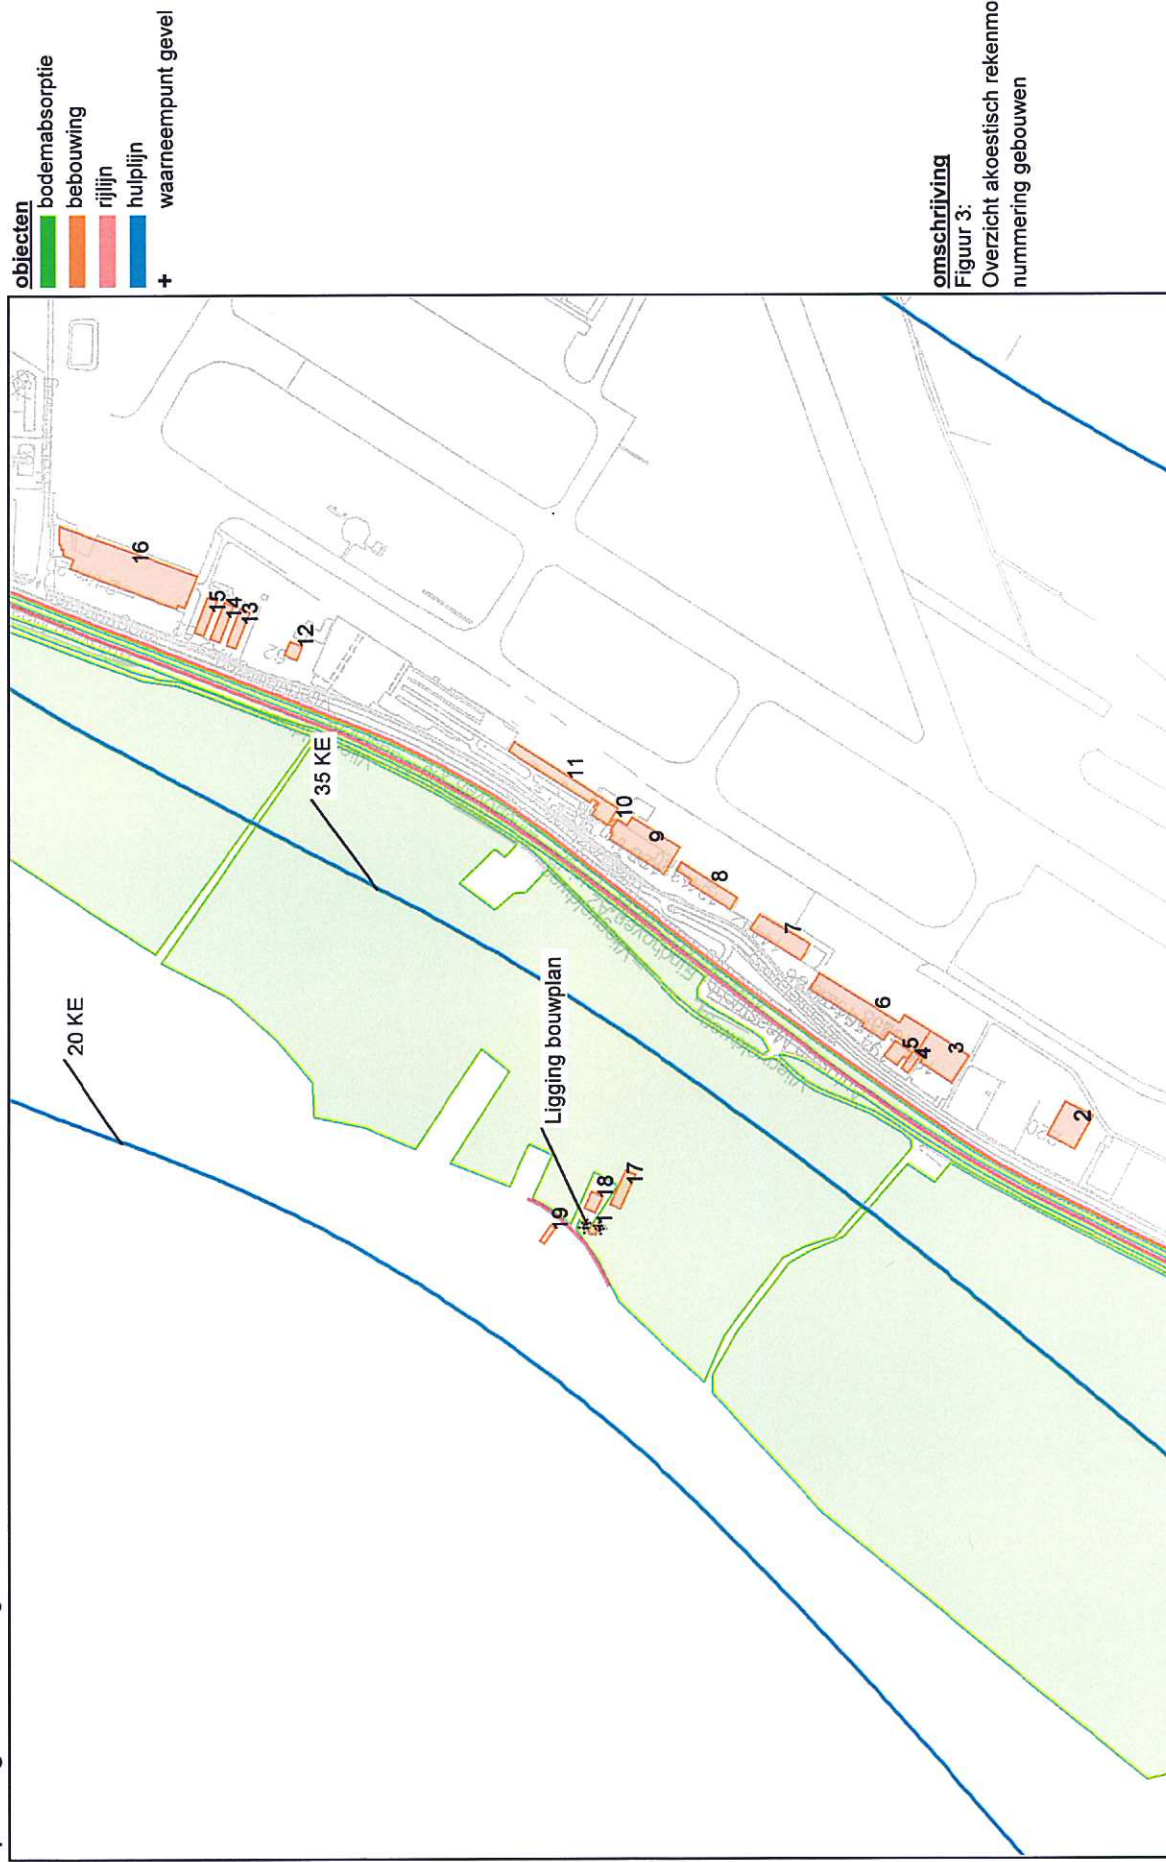 objecten
bodemabsorptie
bebouwing
rijlijn
hulplijn
+ waarneempunt gevel
omschrijving
Figuur 3:
Overzicht akoestisch rekenmo
nummering gebouwen
20 KE
35 KE
Ligging bouwplan
16
15
14
13
12
11
10
9
8
7
6
5
4
3
2
1
17
18
19